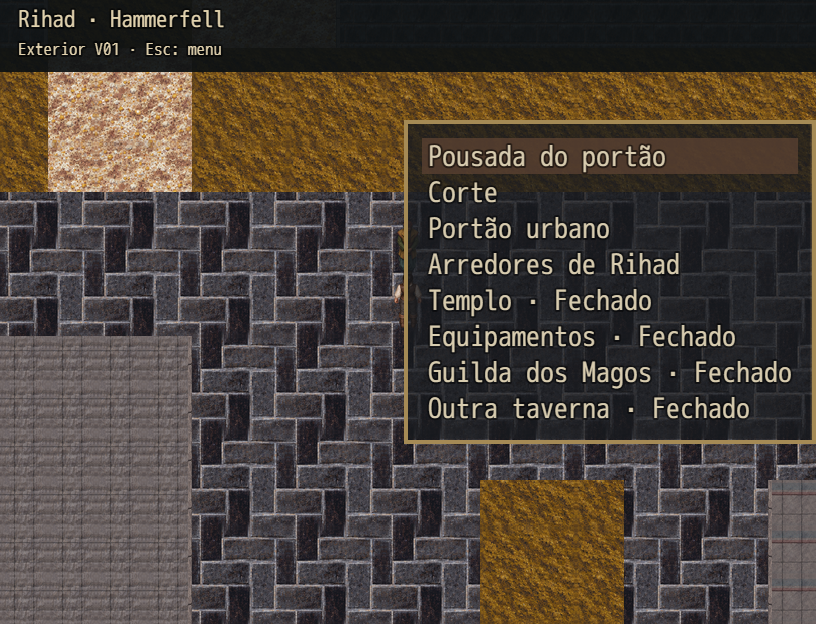 Rihad · Hammerfell
Exterior V01 · Esc: menu
Pousada do portão
Corte
Portão urbano
Arredores de Rihad
Templo · Fechado
Equipamentos · Fechado
Guilda dos Magos · Fechado
Outra taverna · Fechado